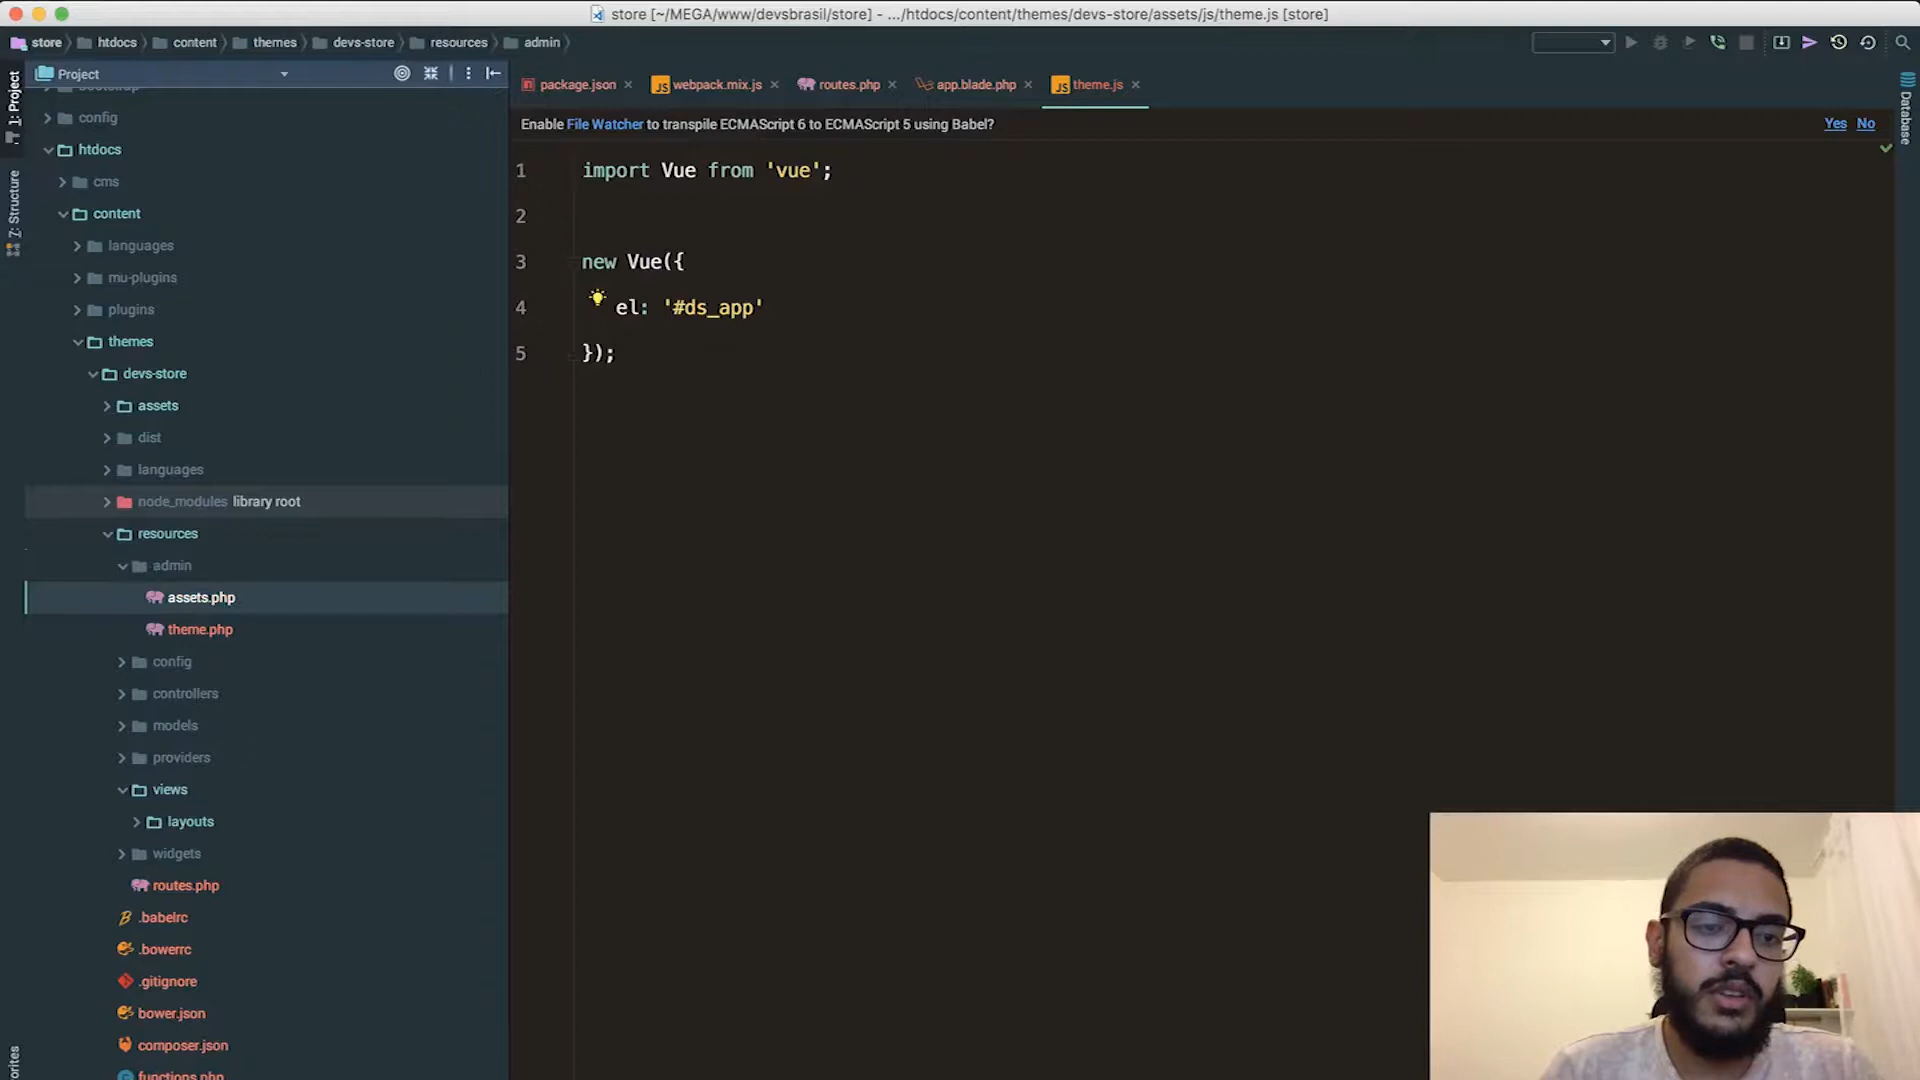 store [~/MEGA/www/devsbrasil/store] - .../htdocs/content/themes/devs-store/assets/js/theme.js [store]
store htdocs content themes devs-store resources admin
Project
package.json webpack.mix.js routes.php app.blade.php theme.js
Enable File Watcher to transpile ECMAScript 6 to ECMAScript 5 using Babel? Yes No
1: Project
Z: Structure
Database
config
htdocs
cms
content
languages
mu-plugins
plugins
themes
devs-store
assets
dist
languages
node_modules library root
resources
admin
assets.php
theme.php
config
controllers
models
providers
views
layouts
widgets
routes.php
.babelrc
.bowerrc
.gitignore
bower.json
composer.json
functions.php
1 import Vue from 'vue';
2
3 new Vue({
4 el: '#ds_app'
5 });